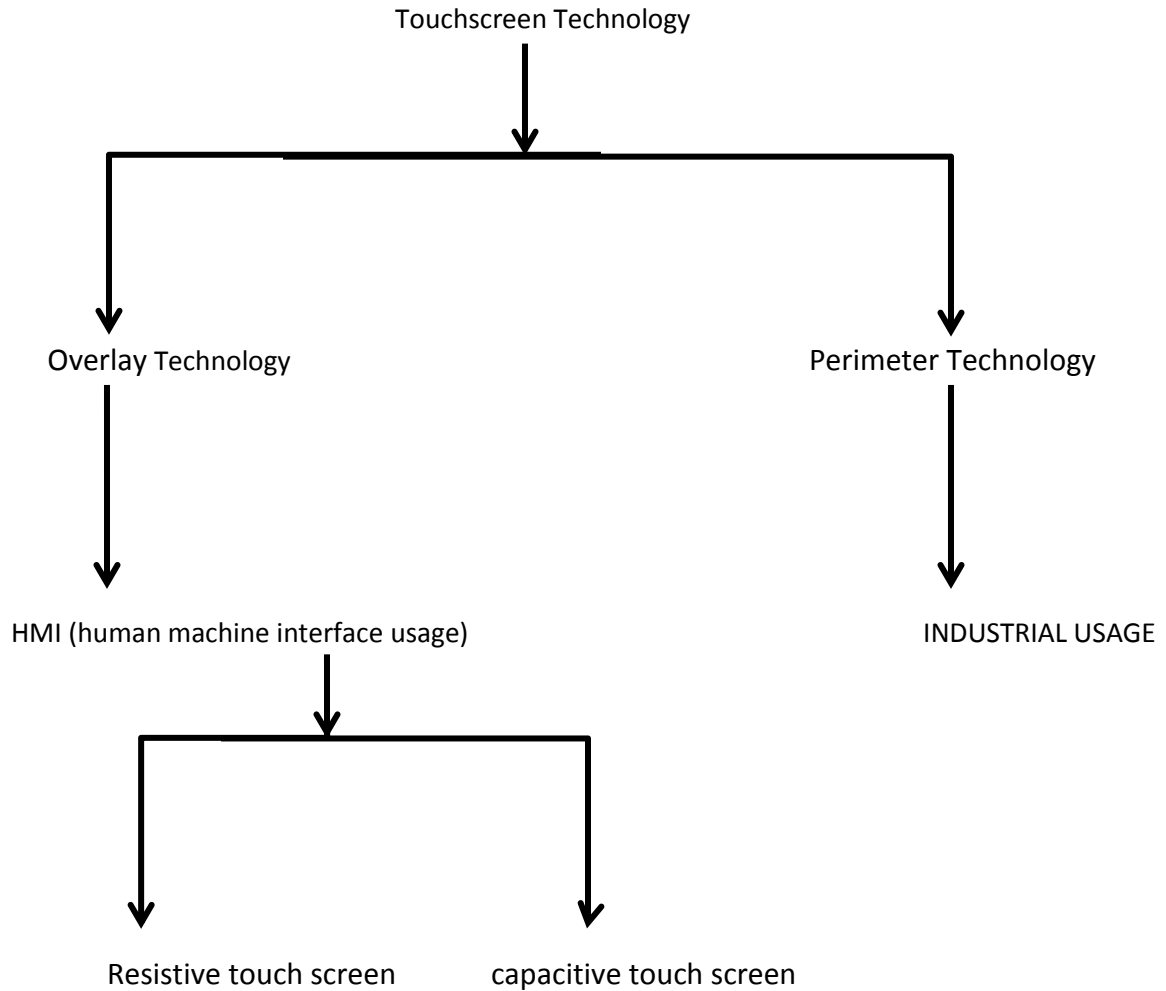 Touchscreen Technology
Overlay Technology
Perimeter Technology
HMI (human machine interface usage)
INDUSTRIAL USAGE
Resistive touch screen
capacitive touch screen